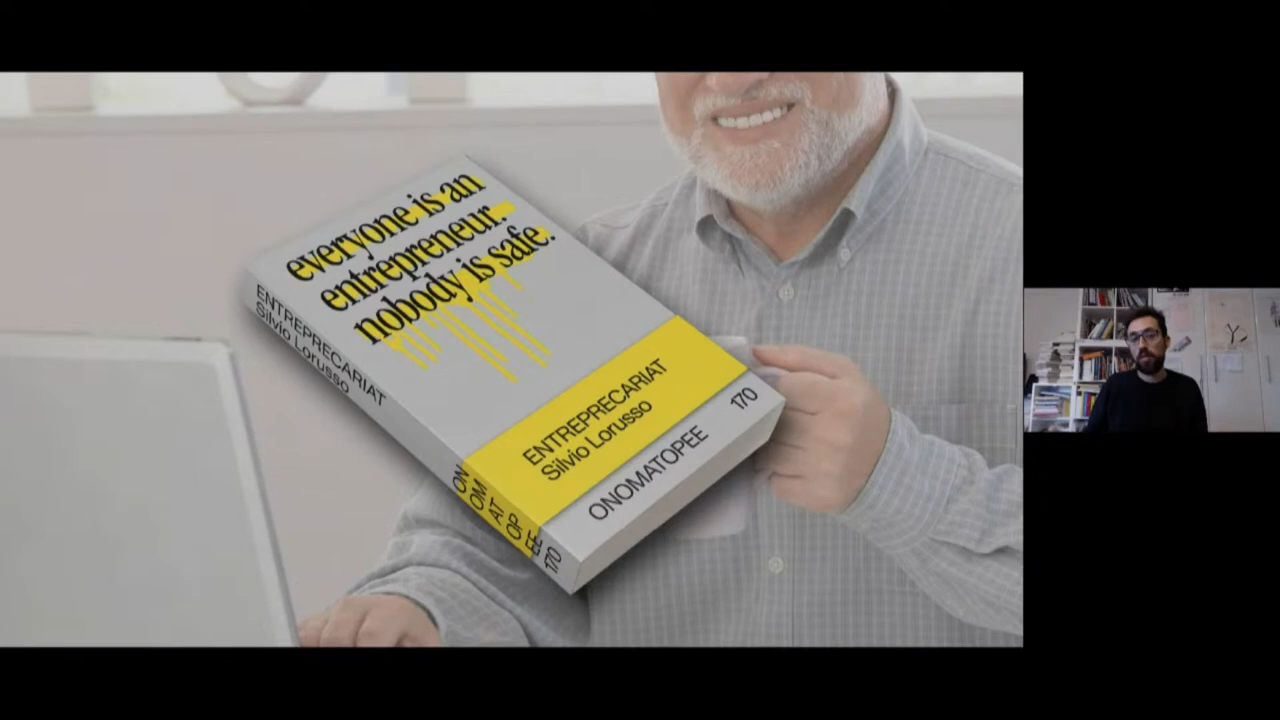 everyone is an
entrepreneur.
nobody is safe.
ENTREPRECARIAT
Silvio Lorusso
ONOMATOPEE
170
ENTREPRECARIAT
Silvio Lorusso
ON
OM
AT
OP
EE
170